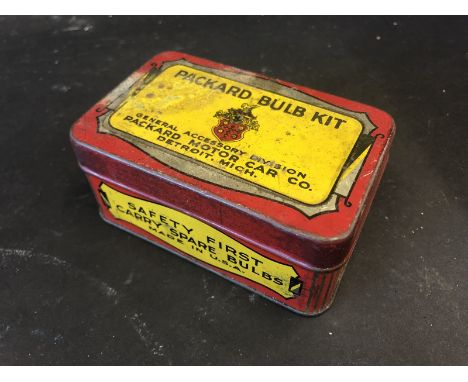 PACKARD BULB KIT
GENERAL ACCESSORY DIVISION
PACKARD MOTOR CAR CO.
DETROIT, MICH.
SAFETY FIRST
CARRY SPARE BULBS
MADE IN U.S.A.